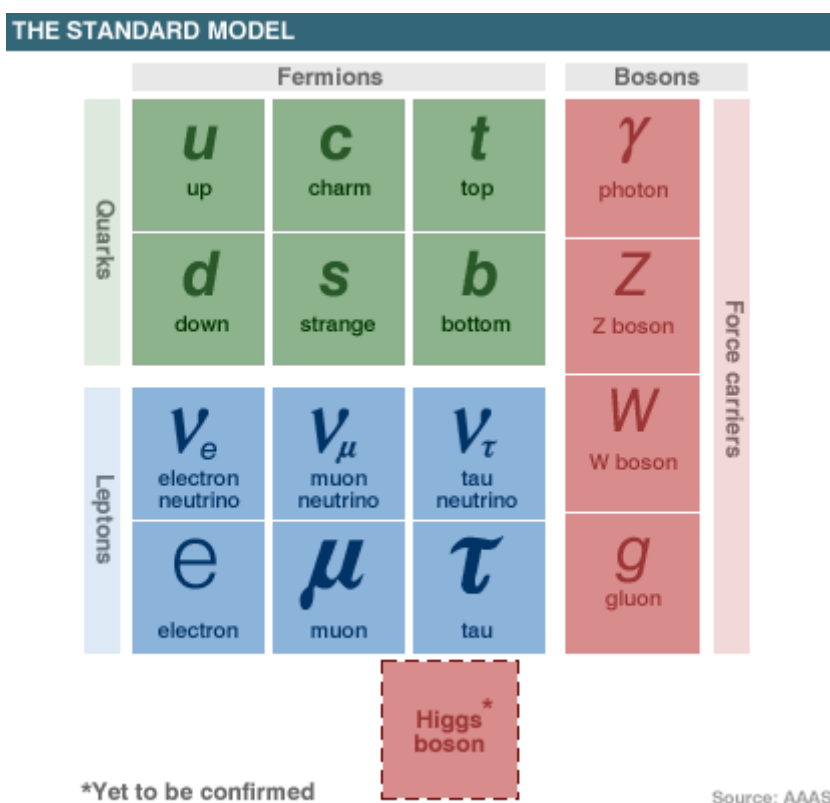 THE STANDARD MODEL
Fermions
Bosons
Quarks
u
up
c
charm
t
top
γ
photon
d
down
s
strange
b
bottom
Z
Z boson
Force carriers
Leptons
νe
electron
neutrino
νμ
muon
neutrino
ντ
tau
neutrino
W
W boson
e
electron
μ
muon
τ
tau
g
gluon
Higgs*
boson
*Yet to be confirmed
Source: AAAS